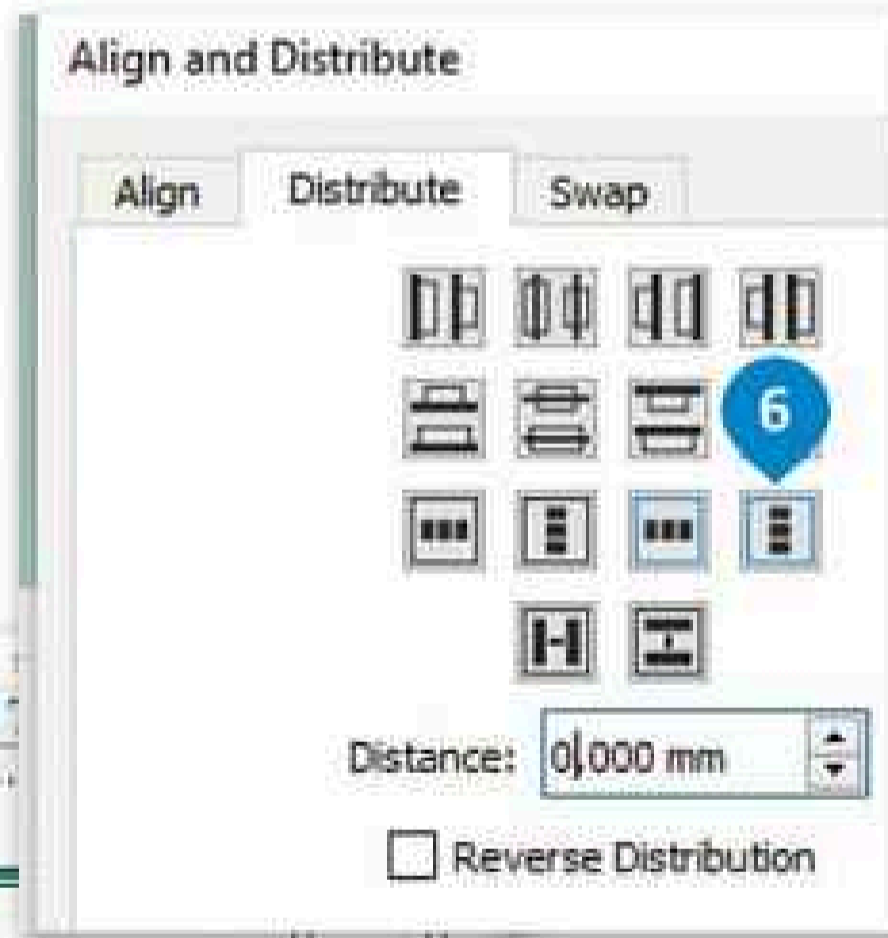 Align and Distribute
Align Distribute Swap
6
Distance: 0,000 mm
Reverse Distribution